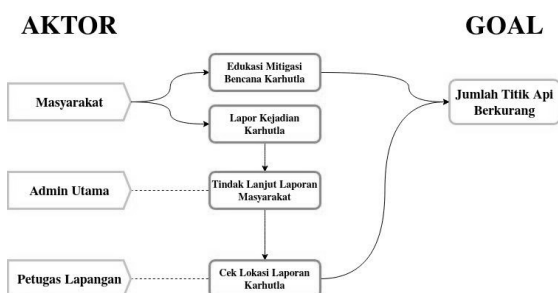 AKTOR
GOAL
Edukasi Mitigasi
Bencana Karhutla
Masyarakat
Jumlah Titik Api
Berkurang
Lapor Kejadian
Karhutla
Admin Utama
Tindak Lanjut Laporan
Masyarakat
Petugas Lapangan
Cek Lokasi Laporan
Karhutla